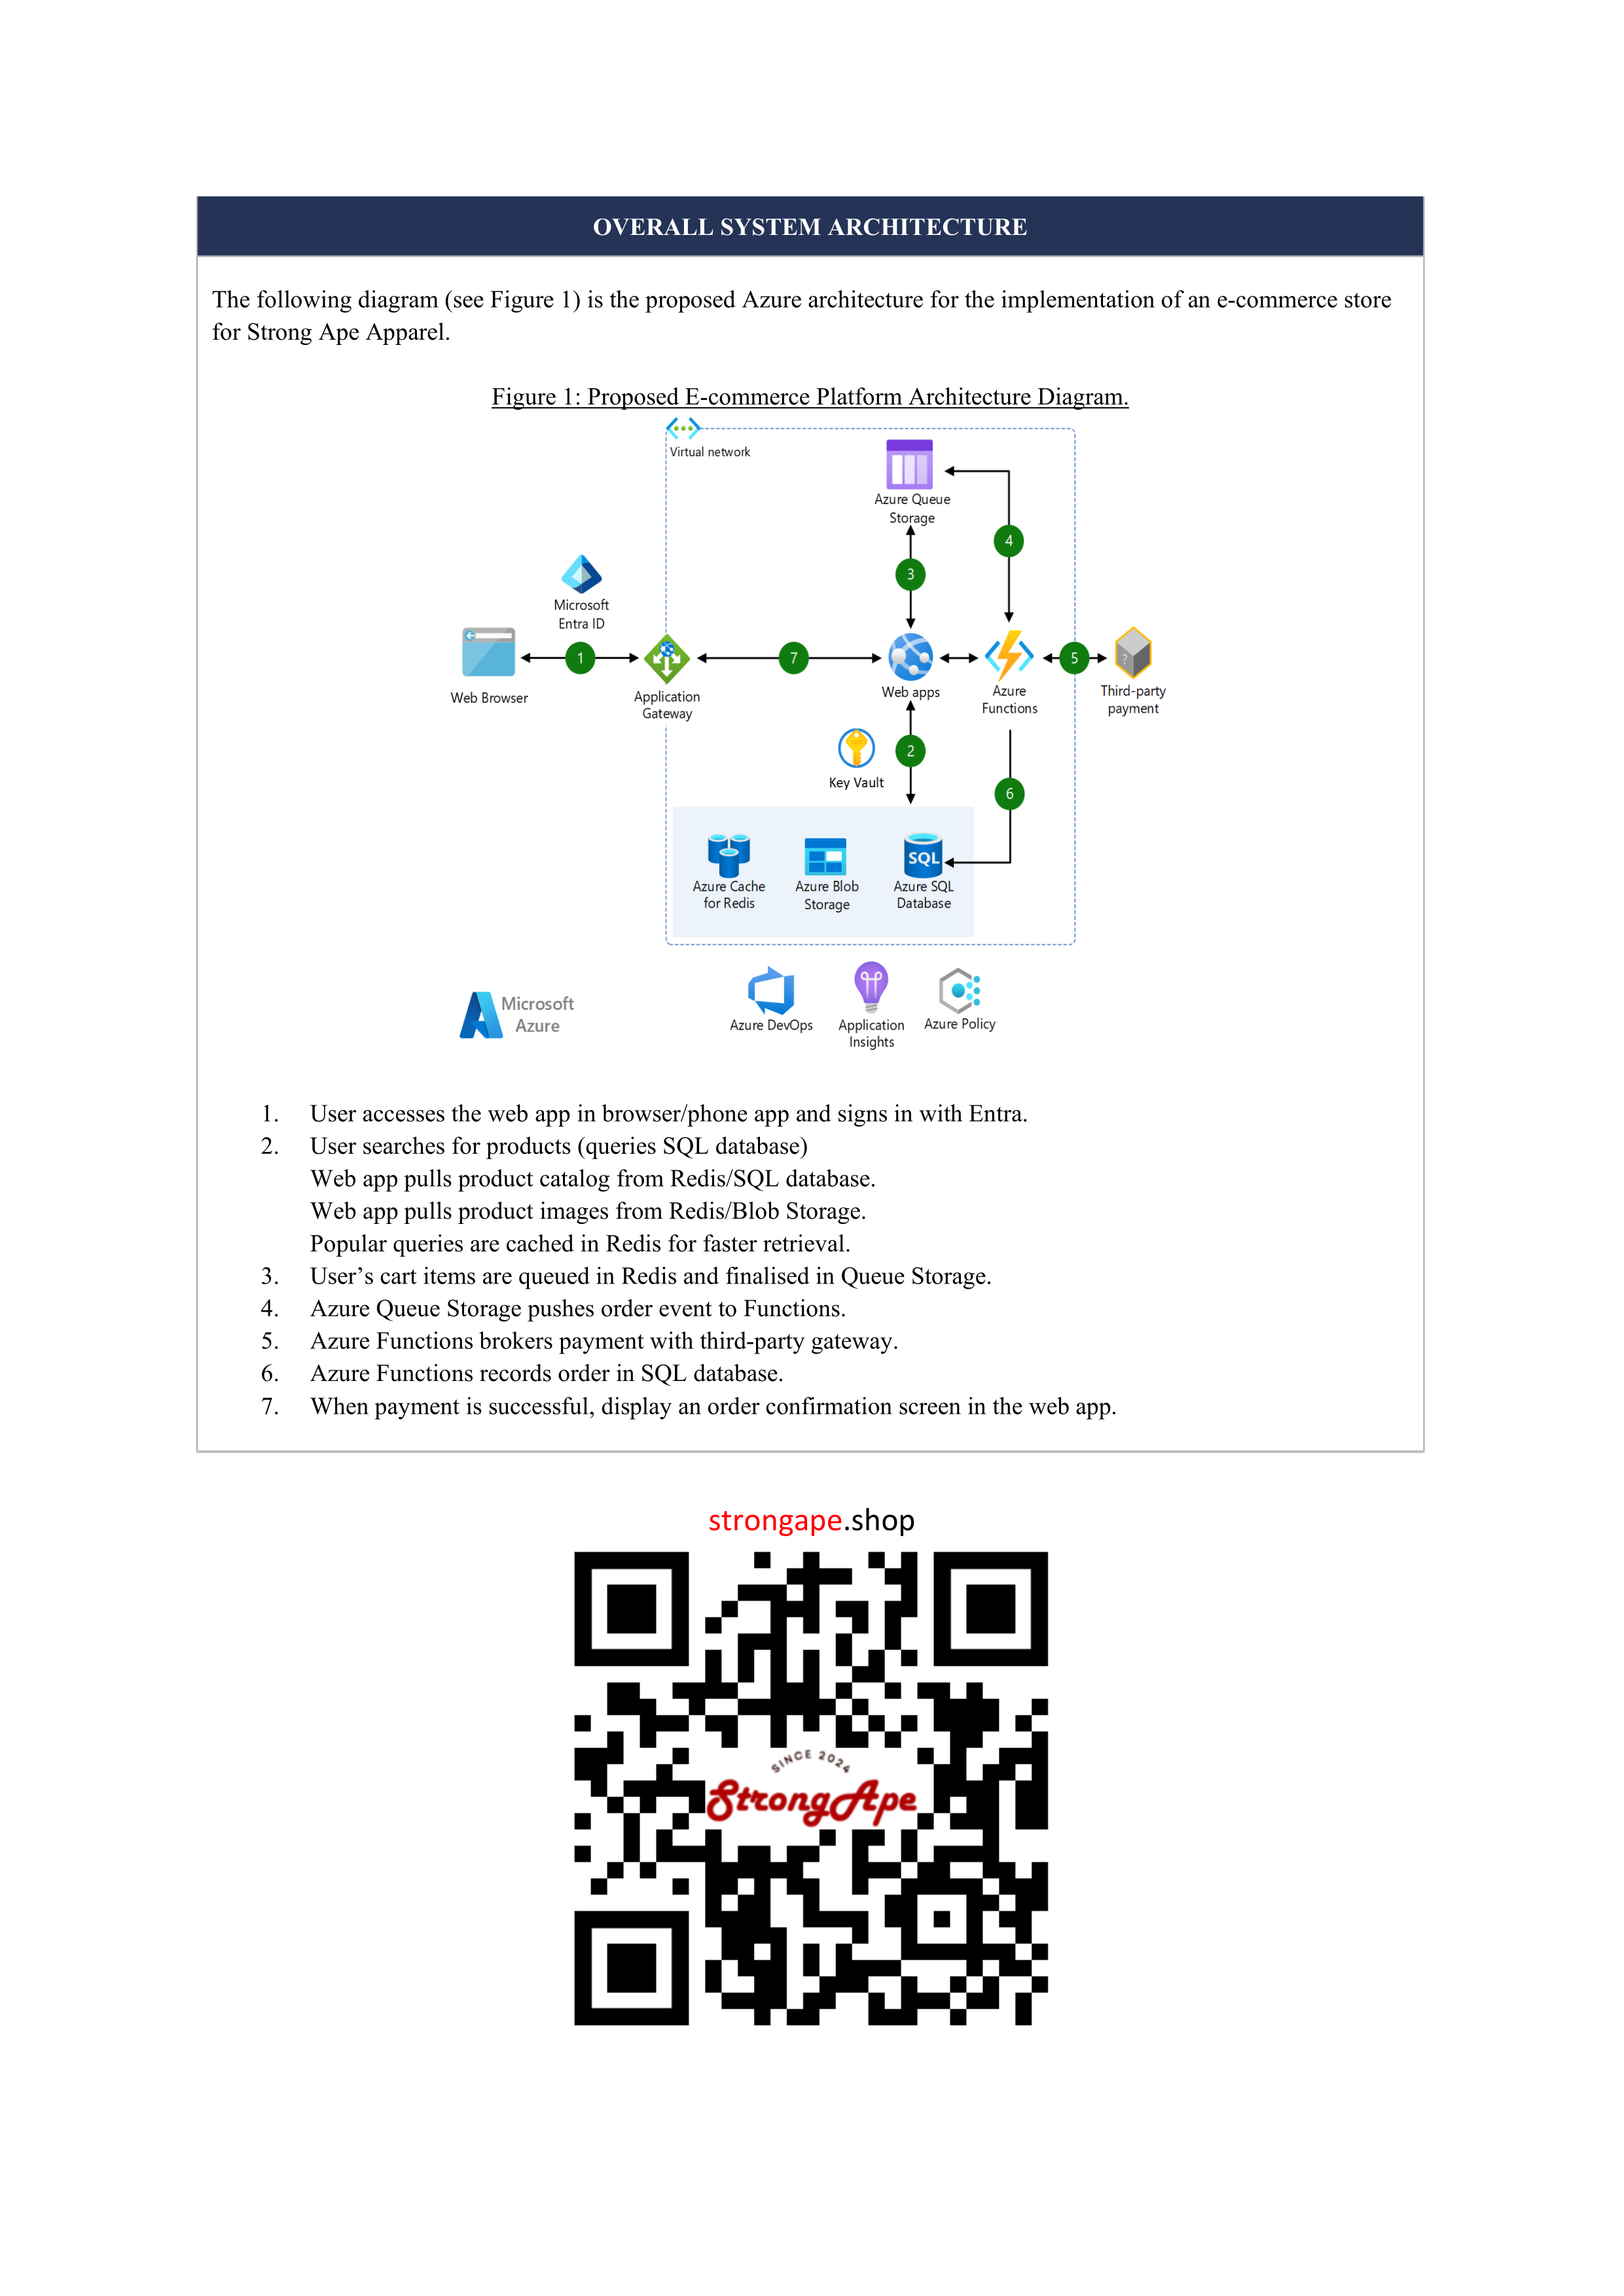 OVERALL SYSTEM ARCHITECTURE
The following diagram (see Figure 1) is the proposed Azure architecture for the implementation of an e-commerce store
for Strong Ape Apparel.
Figure 1: Proposed E-commerce Platform Architecture Diagram.
Virtual network
Azure Queue
Storage
4
3
Microsoft
Entra ID
1
7
5
Web Browser
Application
Gateway
Web apps
Azure
Functions
Third-party
payment
?
2
Key Vault
6
SQL
Azure Cache
for Redis
Azure Blob
Storage
Azure SQL
Database
Microsoft
Azure
Azure DevOps
Application
Insights
Azure Policy
1. User accesses the web app in browser/phone app and signs in with Entra.
2. User searches for products (queries SQL database)
Web app pulls product catalog from Redis/SQL database.
Web app pulls product images from Redis/Blob Storage.
Popular queries are cached in Redis for faster retrieval.
3. User’s cart items are queued in Redis and finalised in Queue Storage.
4. Azure Queue Storage pushes order event to Functions.
5. Azure Functions brokers payment with third-party gateway.
6. Azure Functions records order in SQL database.
7. When payment is successful, display an order confirmation screen in the web app.
strongape.shop
SINCE 2024
StrongApe